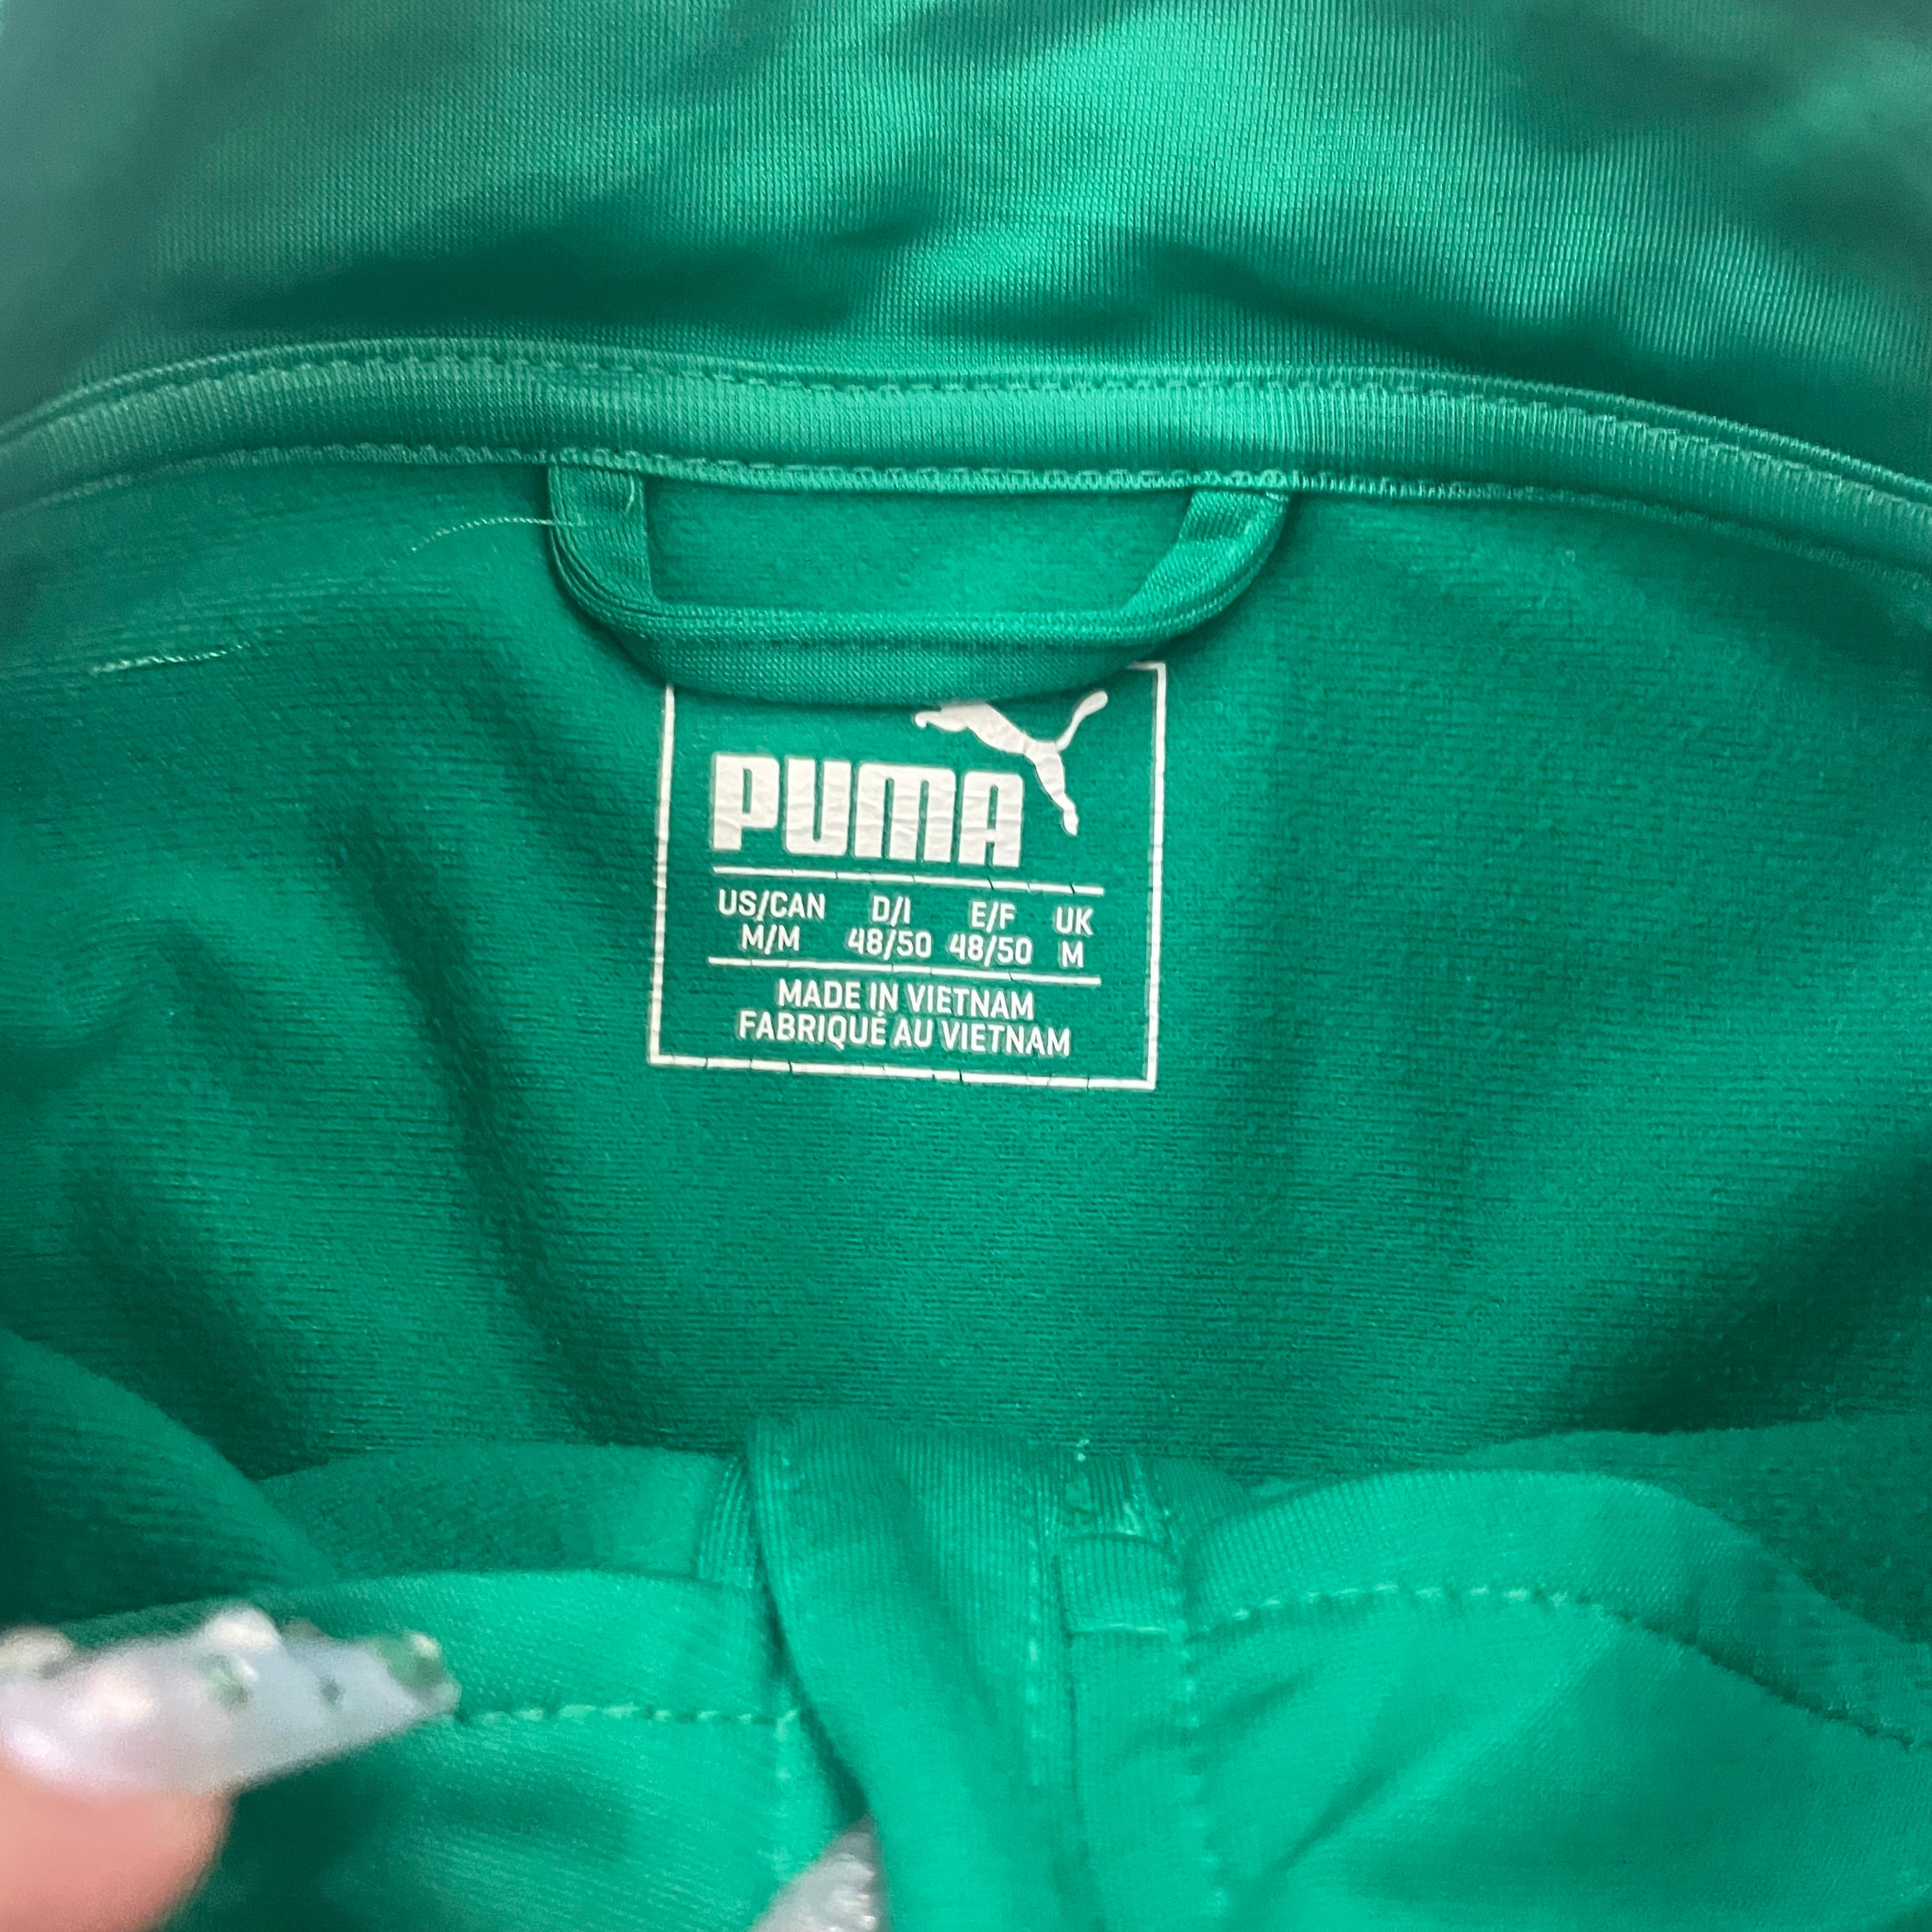 PUMA
US/CAN D/I E/F UK
M/M 48/50 48/50 M
MADE IN VIETNAM
FABRIQUÉ AU VIETNAM